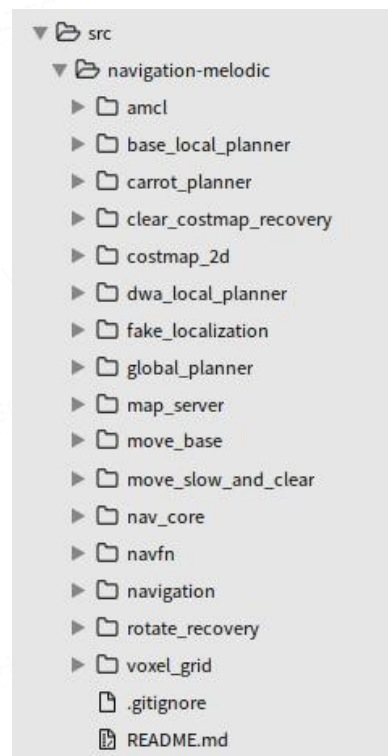 src
navigation-melodic
amcl
base_local_planner
carrot_planner
clear_costmap_recovery
costmap_2d
dwa_local_planner
fake_localization
global_planner
map_server
move_base
move_slow_and_clear
nav_core
navfn
navigation
rotate_recovery
voxel_grid
.gitignore
README.md